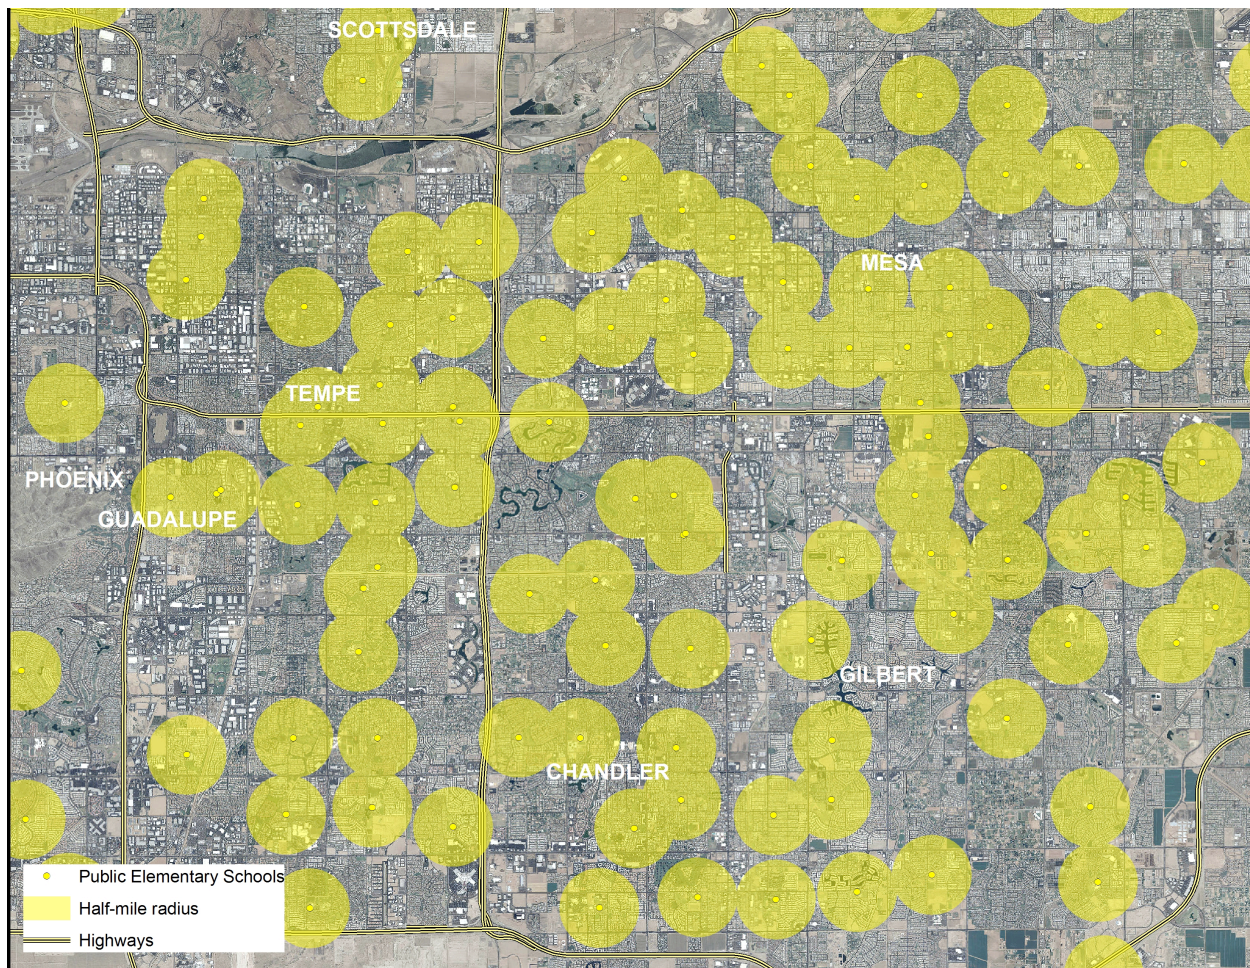 SCOTTSDALE
MESA
TEMPE
PHOENIX
GUADALUPE
GILBERT
CHANDLER
Public Elementary Schools
Half-mile radius
Highways